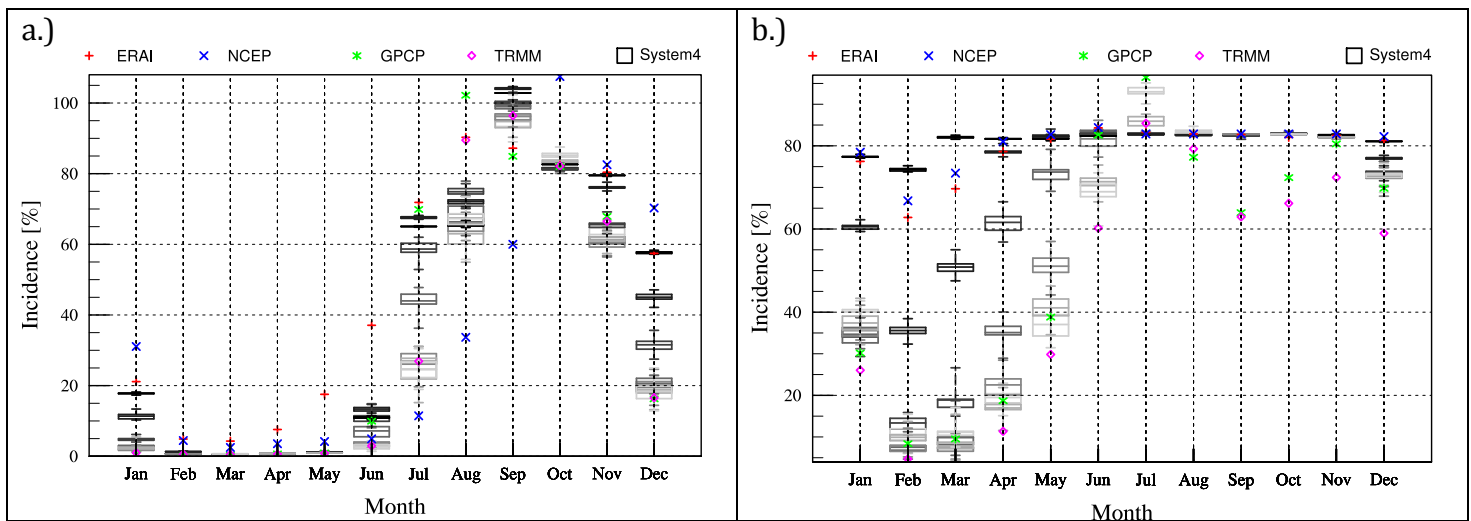 a.)
ERAI NCEP GPCP TRMM System4
100
80
60
40
20
0
Incidence [%]
Jan Feb Mar Apr May Jun Jul Aug Sep Oct Nov Dec
Month
b.)
ERAI NCEP GPCP TRMM System4
80
60
40
20
Incidence [%]
Jan Feb Mar Apr May Jun Jul Aug Sep Oct Nov Dec
Month